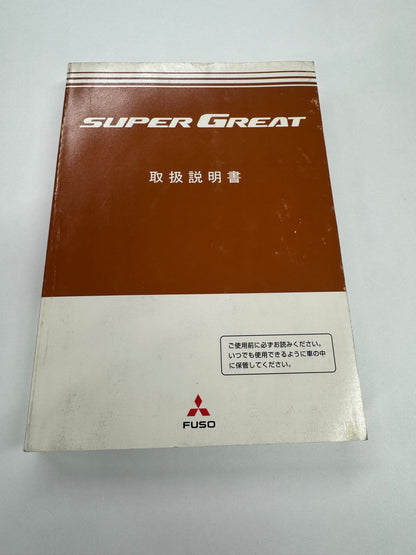 SUPER GREAT
取扱説明書
ご使用前に必ずお読みください。
いつでも使用できるように車の中
に保管してください。
FUSO